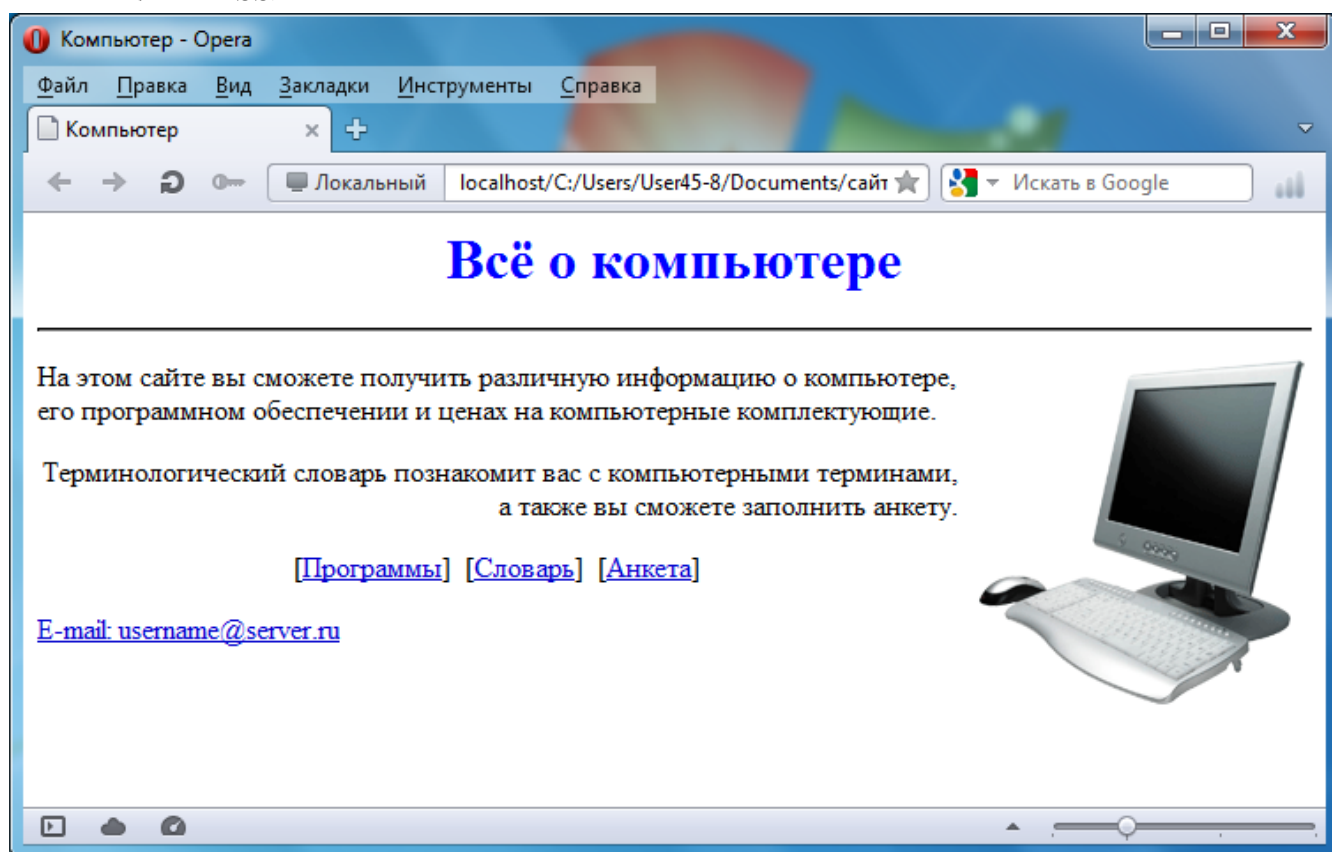 Компьютер - Opera
Файл Правка Вид Закладки Инструменты Справка
Компьютер
Локальный localhost/C:/Users/User45-8/Documents/сайт Искать в Google
Всё о компьютере
На этом сайте вы сможете получить различную информацию о компьютере,
его программном обеспечении и ценах на компьютерные комплектующие.
Терминологический словарь познакомит вас с компьютерными терминами,
а также вы сможете заполнить анкету.
[Программы] [Словарь] [Анкета]
E-mail: username@server.ru